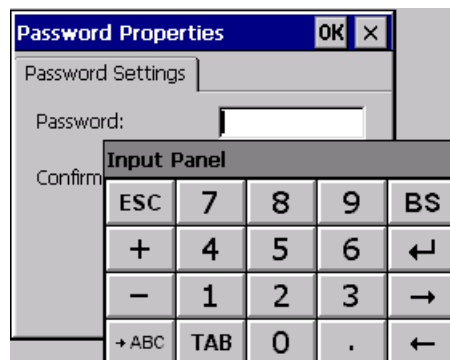 Password Properties OK ×
Password Settings
Password:
Input Panel
Confirm
ESC 7 8 9 BS
+ 4 5 6 ↵
− 1 2 3 →
→ ABC TAB 0 . ←